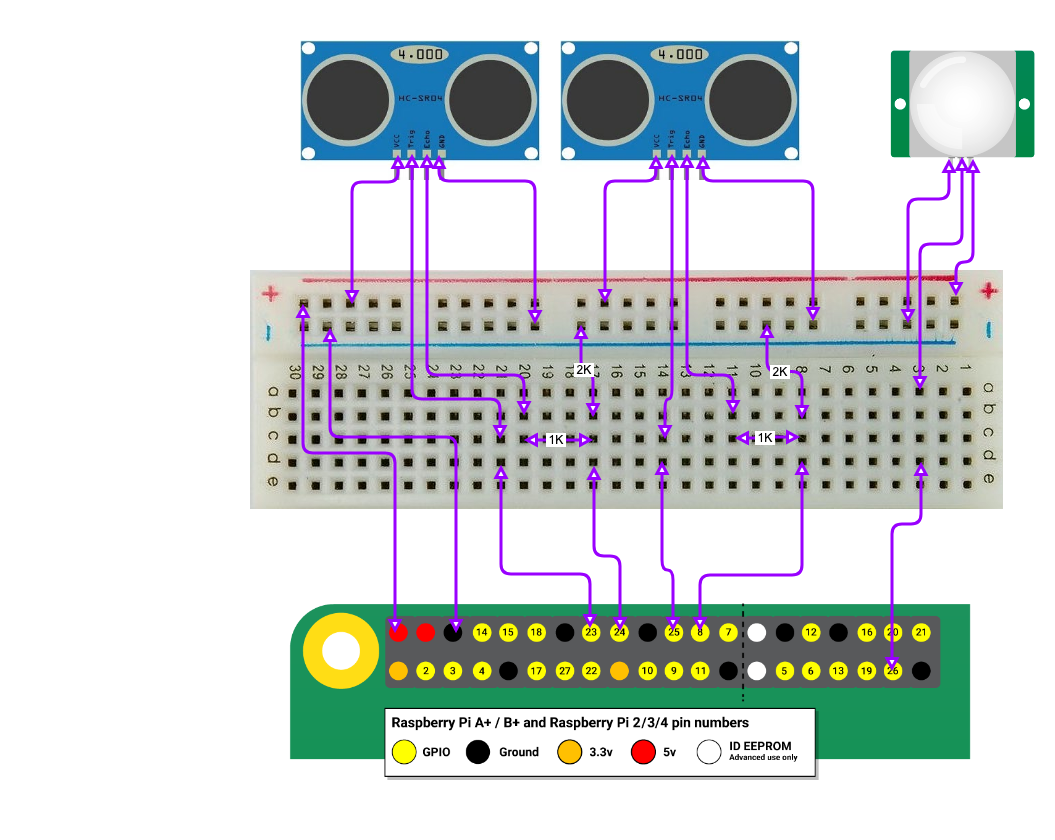 4.000 4.000
HC-SR04 HC-SR04
VCC Trig Echo GND VCC Trig Echo GND
+ +
- -
30 29 28 27 26 25 24 23 22 21 20 19 18 17 16 15 14 13 12 11 10 9 8 7 6 5 4 3 2 1
2K 2K
a a
b b
c 1K 1K c
d d
e e
14 15 18 23 24 25 8 7 12 16 20 21
2 3 4 17 27 22 10 9 11 5 6 13 19 26
Raspberry Pi A+ / B+ and Raspberry Pi 2/3/4 pin numbers
GPIO Ground 3.3v 5v ID EEPROM
Advanced use only